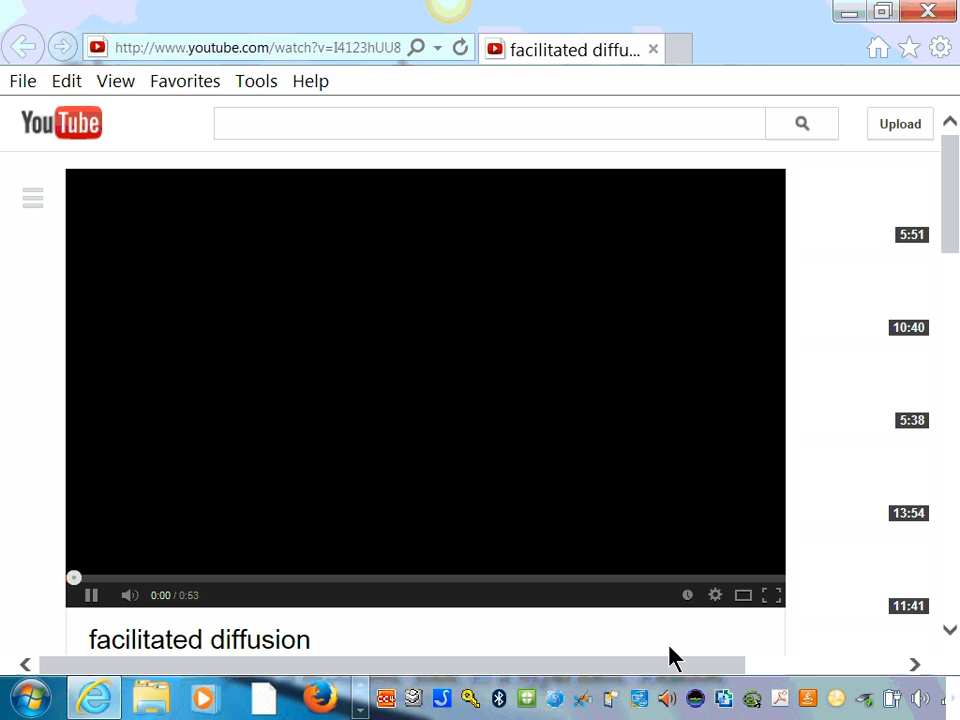 http://www.youtube.com/watch?v=I4123hUU8
facilitated diffu...
File Edit View Favorites Tools Help
YouTube
Upload
5:51
10:40
5:38
13:54
11:41
0:00 / 0:53
facilitated diffusion